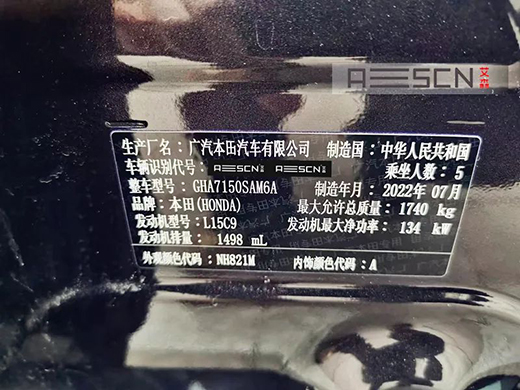 AESCN 艾森
生产厂名：广汽本田汽车有限公司 制造国：中华人民共和国
车辆识别代号： AESCN AESCN 乘坐人数：5
整车型号：GHA7150SAM6A 制造年月：2022年07月
品牌：本田(HONDA) 最大允许总质量：1740 kg
发动机型号：L15C9 发动机最大净功率：134 kW
发动机排量：1498 mL
外观颜色代码：NH821M 内饰颜色代码：A